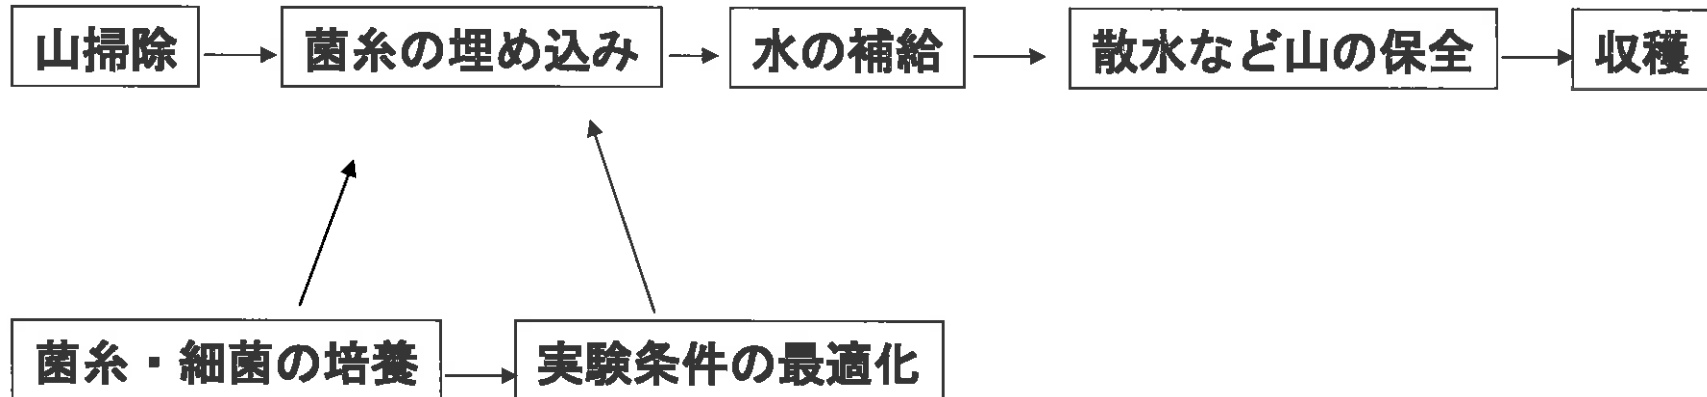 山掃除
菌糸の埋め込み
水の補給
散水など山の保全
収穫
菌糸・細菌の培養
実験条件の最適化